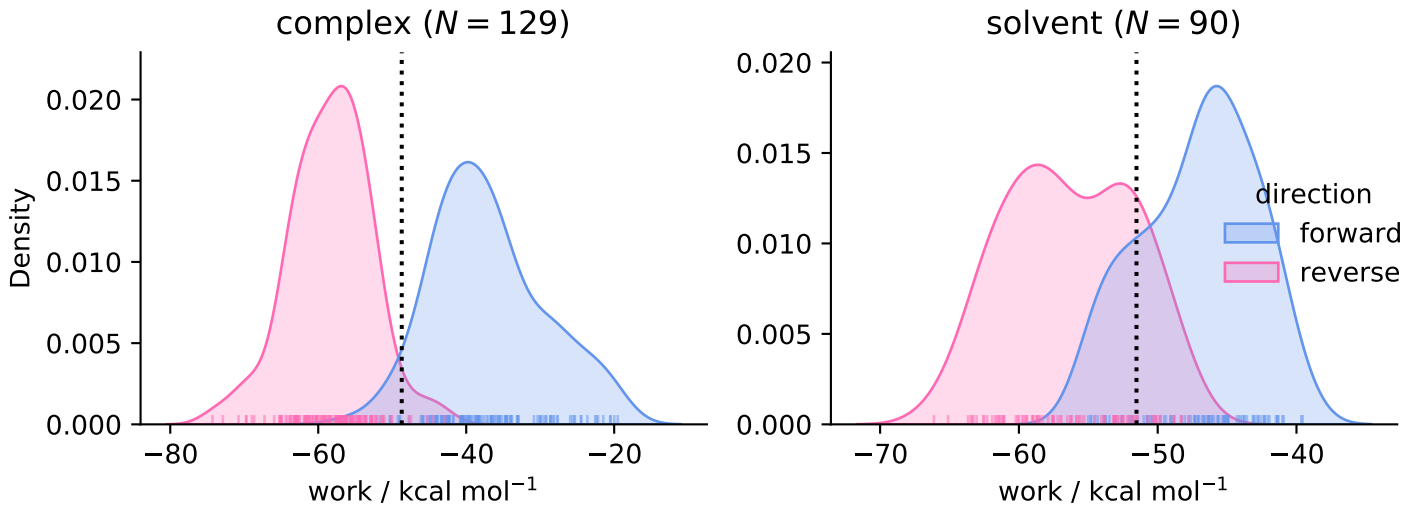 complex (N = 129)
0.020
0.015
0.010
0.005
0.000
Density
−80
−60
−40
−20
work / kcal mol⁻¹
solvent (N = 90)
0.020
0.015
0.010
0.005
0.000
−70
−60
−50
−40
work / kcal mol⁻¹
direction
forward
reverse